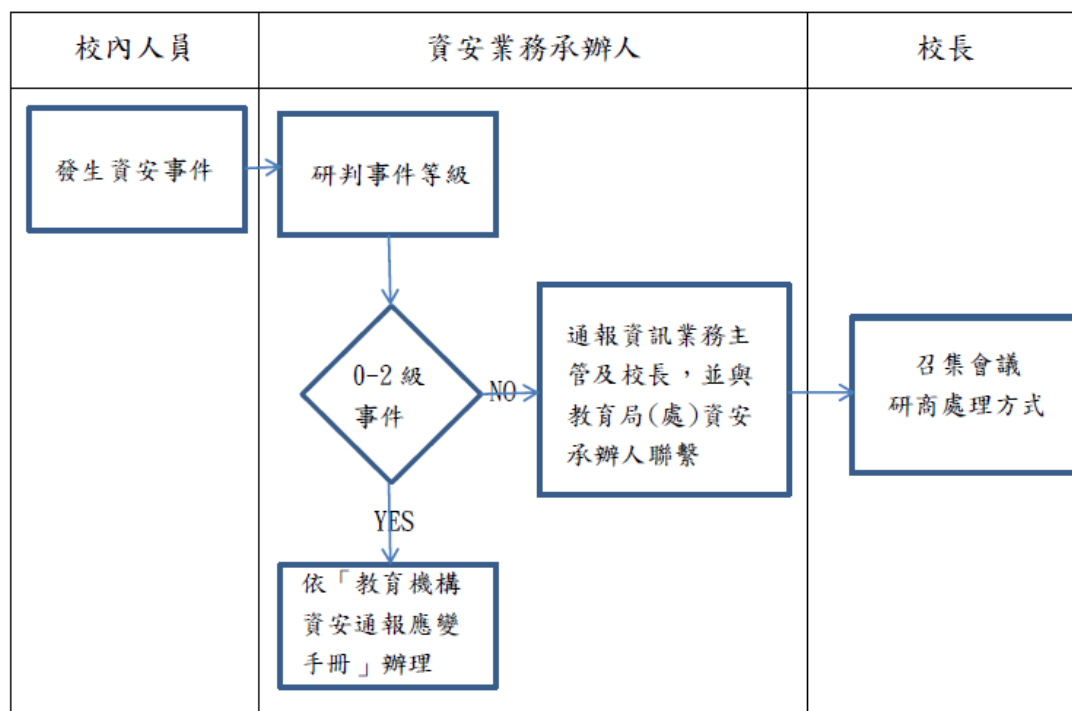 校內人員
資安業務承辦人
校長
發生資安事件
研判事件等級
0-2 級
事件
NO
通報資訊業務主
管及校長，並與
教育局(處)資安
承辦人聯繫
召集會議
研商處理方式
YES
依「教育機構
資安通報應變
手冊」辦理